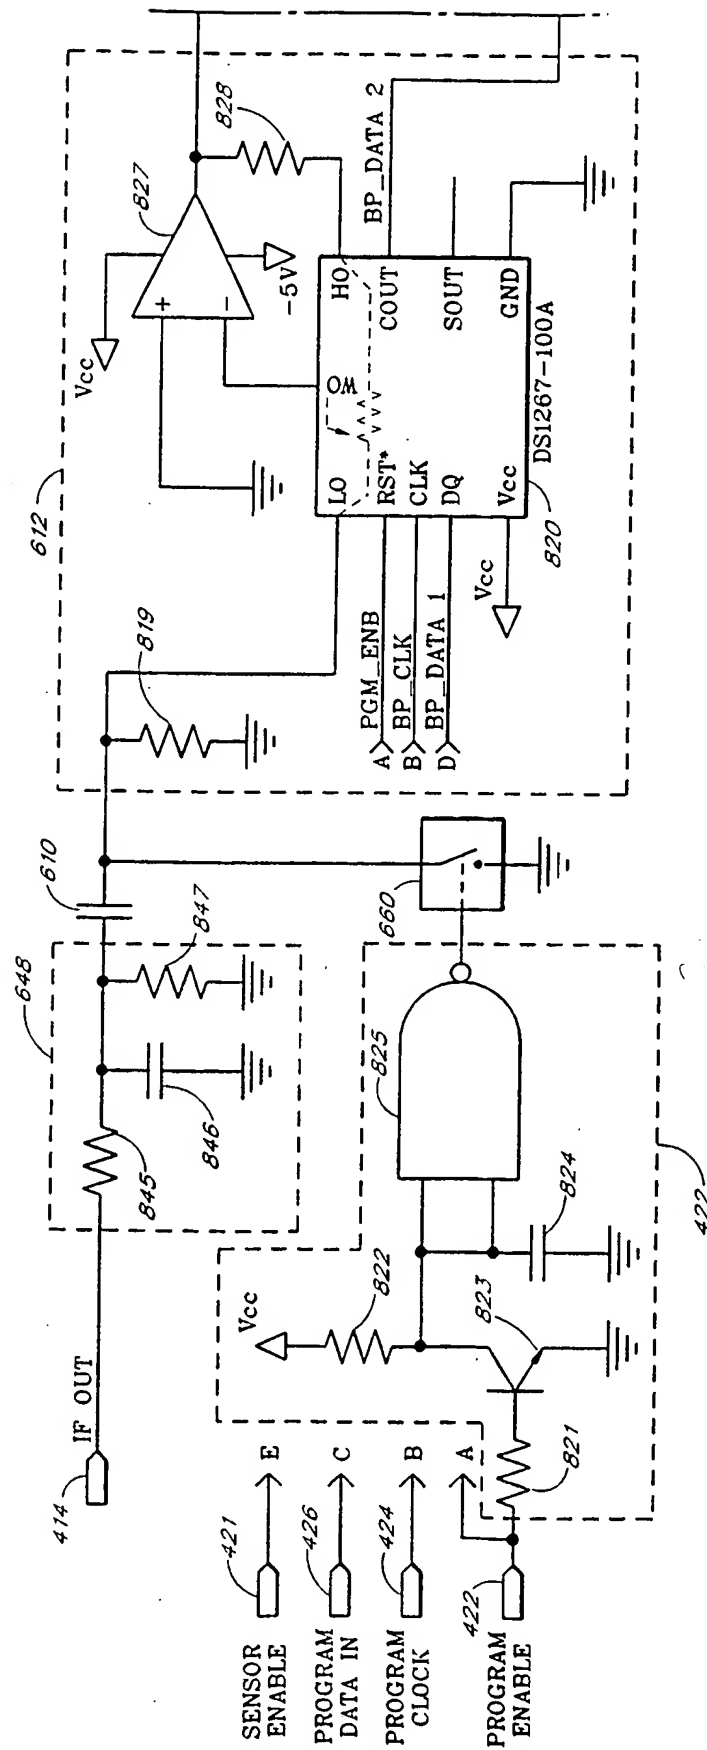 612
827
828
Vcc
-5V
+
-
819
LO
WO
HO
RST*
CLK
DQ
Vcc
COUT
SOUT
GND
DS1267-100A
820
BP_DATA 2
A PGM_ENB
B BP_CLK
D BP_DATA 1
Vcc
648
610
847
846
845
IF OUT
414
660
825
824
Vcc
822
823
821
422
SENSOR
ENABLE
421
E
PROGRAM
DATA IN
426
C
PROGRAM
CLOCK
424
B
PROGRAM
ENABLE
422
A